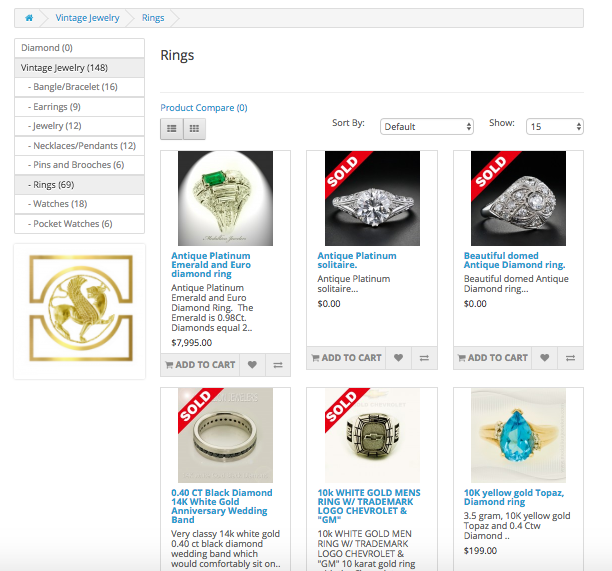 Vintage Jewelry
Rings
Diamond (0)
Vintage Jewelry (148)
- Bangle/Bracelet (16)
- Earrings (9)
- Jewelry (12)
- Necklaces/Pendants (12)
- Pins and Brooches (6)
- Rings (69)
- Watches (18)
- Pocket Watches (6)
Rings
Product Compare (0)
Sort By:
Default
Show:
15
Antique Platinum
Emerald and Euro
diamond ring
Antique Platinum
Emerald and Euro
Diamond Ring. The
Emerald is 0.98Ct.
Diamonds equal 2..
$7,995.00
ADD TO CART
SOLD
Antique Platinum
solitaire.
Antique Platinum
solitaire...
$0.00
ADD TO CART
SOLD
Beautiful domed
Antique Diamond ring.
Beautiful domed Antique
Diamond ring...
$0.00
ADD TO CART
SOLD
0.40 CT Black Diamond
14K White Gold
Anniversary Wedding
Band
Very classy 14k white gold
0.40 ct black diamond
wedding band which
would comfortably sit on..
SOLD
10k WHITE GOLD MENS
RING W/ TRADEMARK
LOGO CHEVROLET &
"GM"
10k WHITE GOLD MEN
RING W/ TRADEMARK
LOGO CHEVROLET &
"GM" 10 karat gold ring
10K yellow gold Topaz,
Diamond ring
3.5 gram, 10K yellow gold
Topaz and 0.4 Ctw
Diamond ..
$199.00